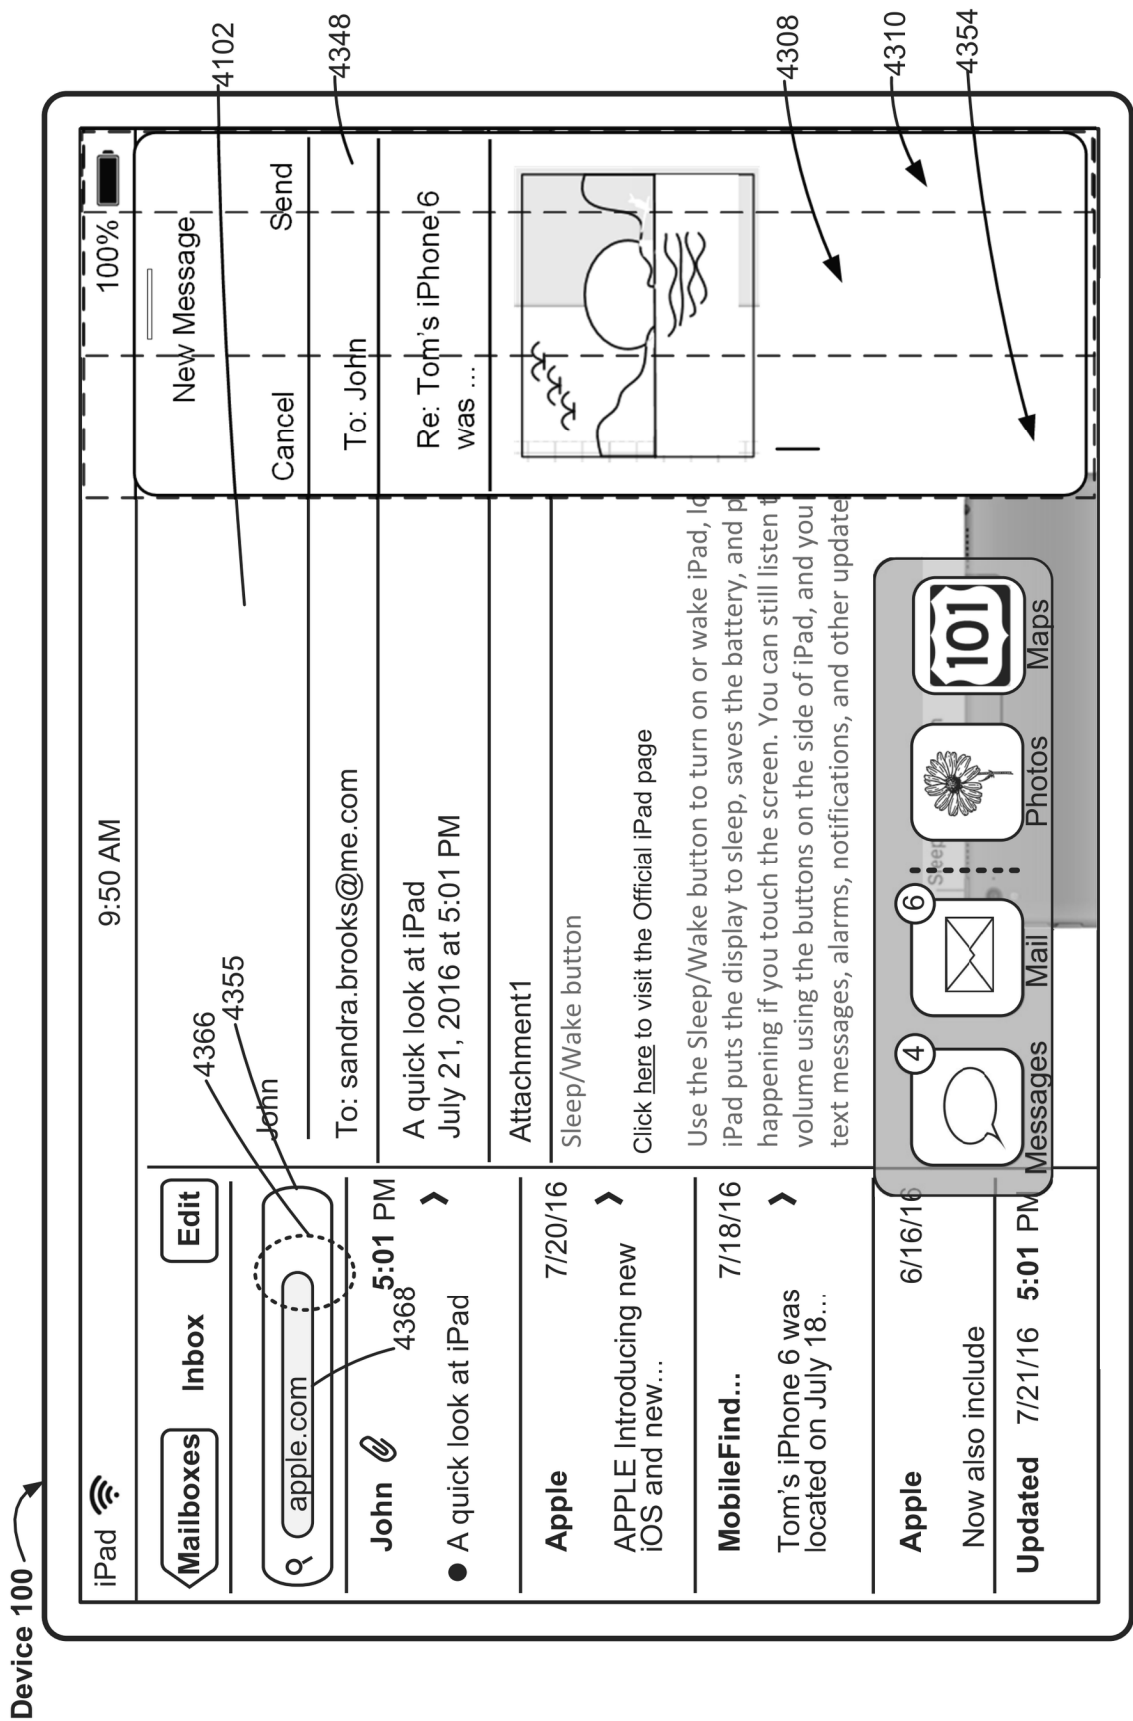 Device 100
4102
4348
4308
4310
4354
4366
4355
4368
iPad
9:50 AM
100%
Mailboxes
Inbox
Edit
apple.com
John
5:01 PM
A quick look at iPad
Apple
7/20/16
APPLE Introducing new
iOS and new...
MobileFind...
7/18/16
Tom's iPhone 6 was
located on July 18...
Apple
6/16/16
Now also include
Updated 7/21/16 5:01 PM
John
To: sandra.brooks@me.com
A quick look at iPad
July 21, 2016 at 5:01 PM
Attachment1
Sleep/Wake button
Click here to visit the Official iPad page
Use the Sleep/Wake button to turn on or wake iPad, lo
iPad puts the display to sleep, saves the battery, and p
happening if you touch the screen. You can still listen t
volume using the buttons on the side of iPad, and you
text messages, alarms, notifications, and other update
New Message
Cancel
Send
To: John
Re: Tom's iPhone 6
was ...
4
Messages
6
Mail
Sleep
Photos
101
Maps